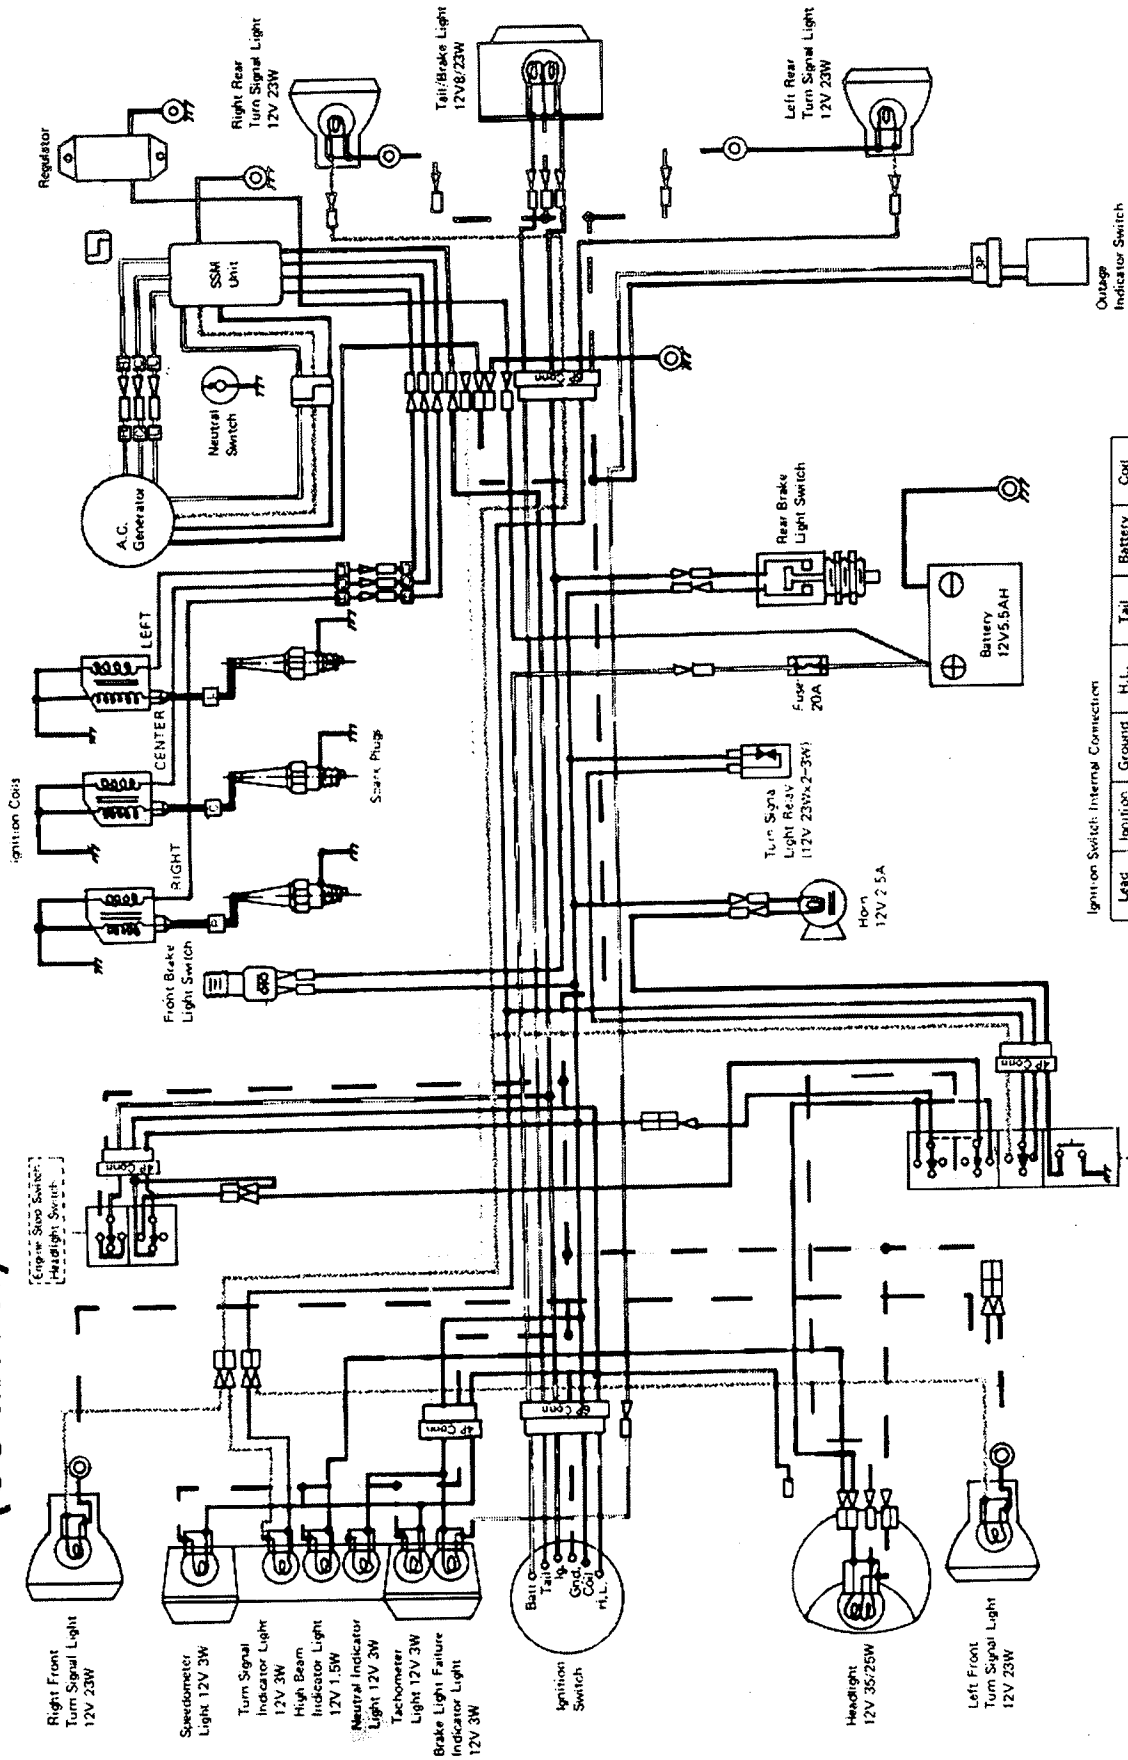 Ignition Coils
Regulator
Right Rear
Turn Signal Light
12V 23W
Tail/Brake Light
12V8/23W
Left Rear
Turn Signal Light
12V 23W
SSM
Unit
Neutral
Switch
A.C.
Generator
LEFT
CENTER
RIGHT
Spark Plugs
Front Brake
Light Switch
Engine Stop Switch
Headlight Switch
4P Conn
3P
Outage
Indicator Switch
Rear Brake
Light Switch
Battery
12V5.5AH
Fuse
20A
Turn Signa
Light Relay
(12V 23Wx2-3W)
Horn
12V 2.5A
4P Conn
4P Conn
6P Conn
Right Front
Turn Signal Light
12V 23W
Speedometer
Light 12V 3W
Turn Signal
Indicator Light
12V 3W
High Beam
Indicator Light
12V 1.5W
Neutral Indicator
Light 12V 3W
Tachometer
Light 12V 3W
Brake Light Failure
Indicator Light
12V 3W
Batt
Tail
Ig.
Gnd.
Coil
H.L.
Ignition
Switch
Headlight
12V 35/25W
Left Front
Turn Signal Light
12V 23W
Ignition Switch Internal Connection
Lead Ignition Ground H.L. Tail Battery Coil